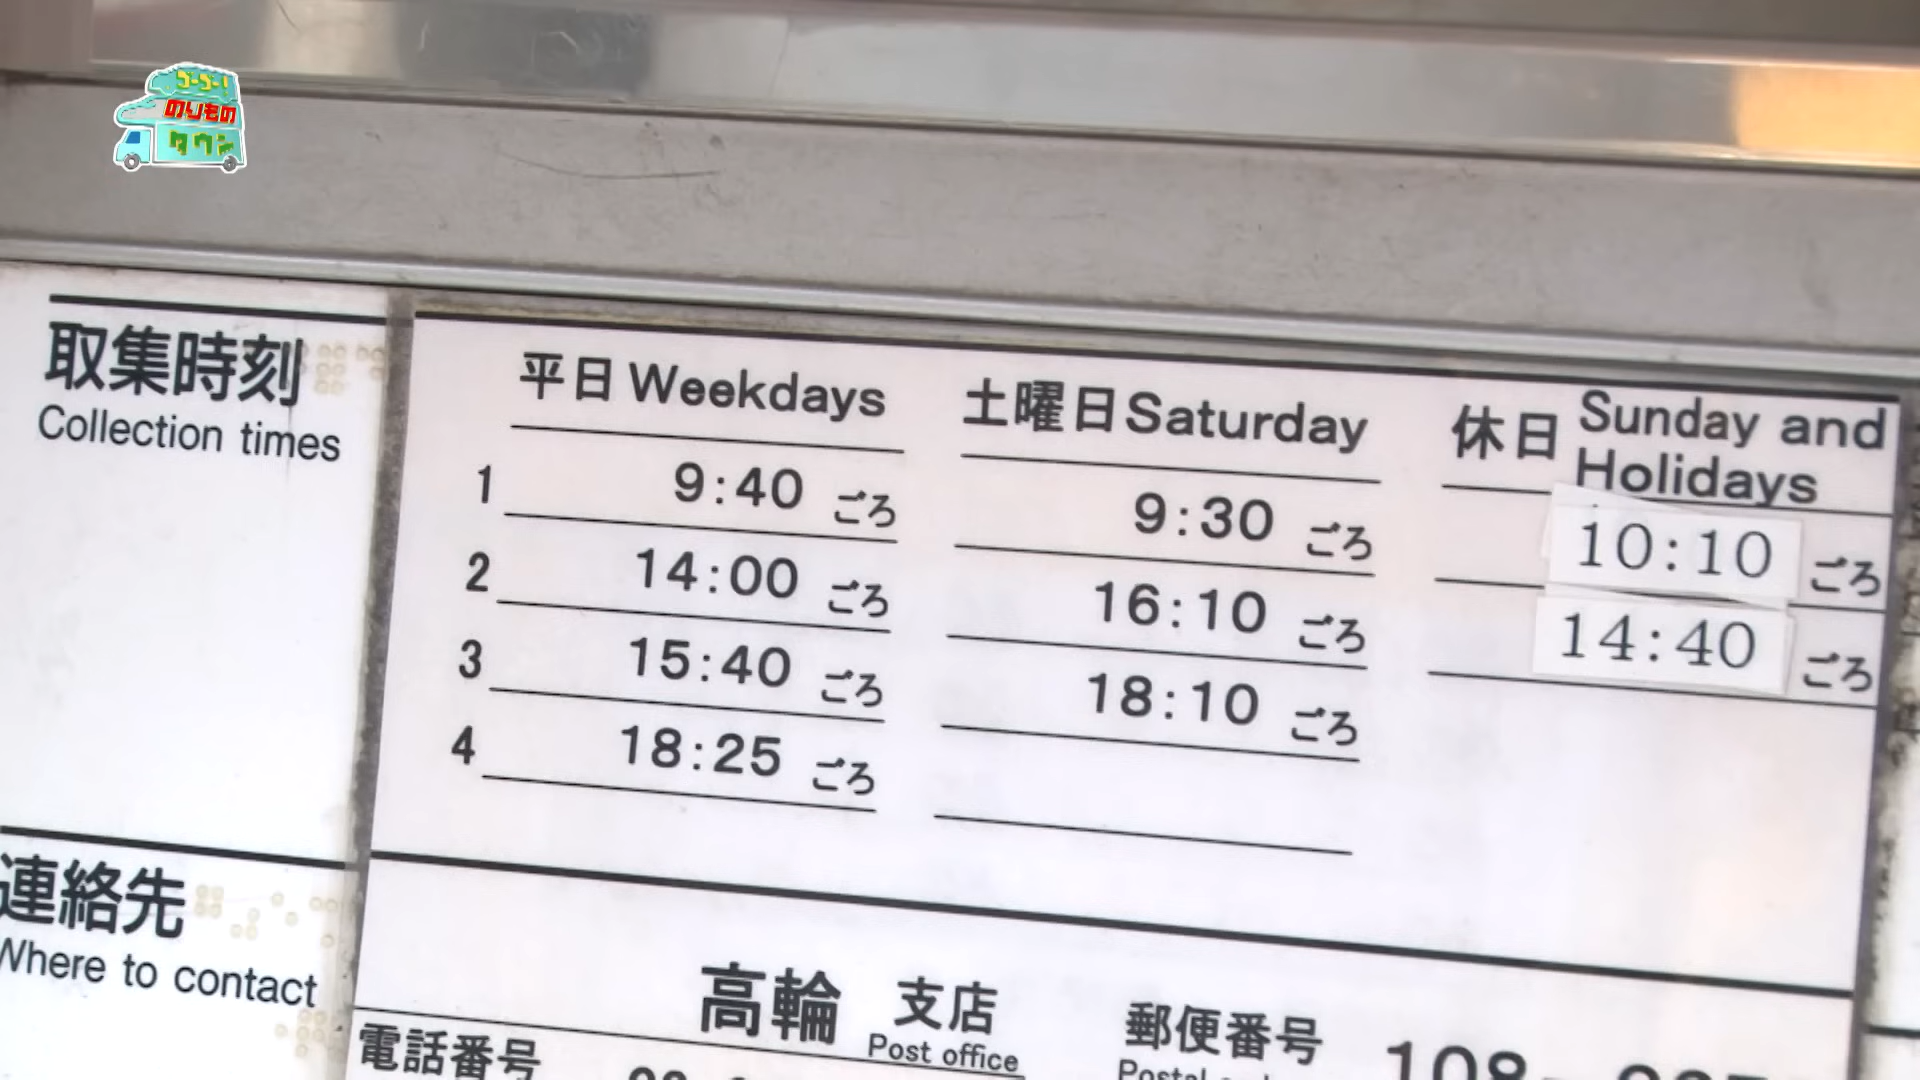 ゴーゴー!
のりもの
タウン
取集時刻
Collection times
平日 Weekdays
土曜日 Saturday
休日 Sunday and Holidays
1 9:40 ごろ 9:30 ごろ 10:10 ごろ
2 14:00 ごろ 16:10 ごろ 14:40 ごろ
3 15:40 ごろ 18:10 ごろ
4 18:25 ごろ
連絡先
Where to contact
高輪 支店
Post office
郵便番号
Postal
108-
電話番号